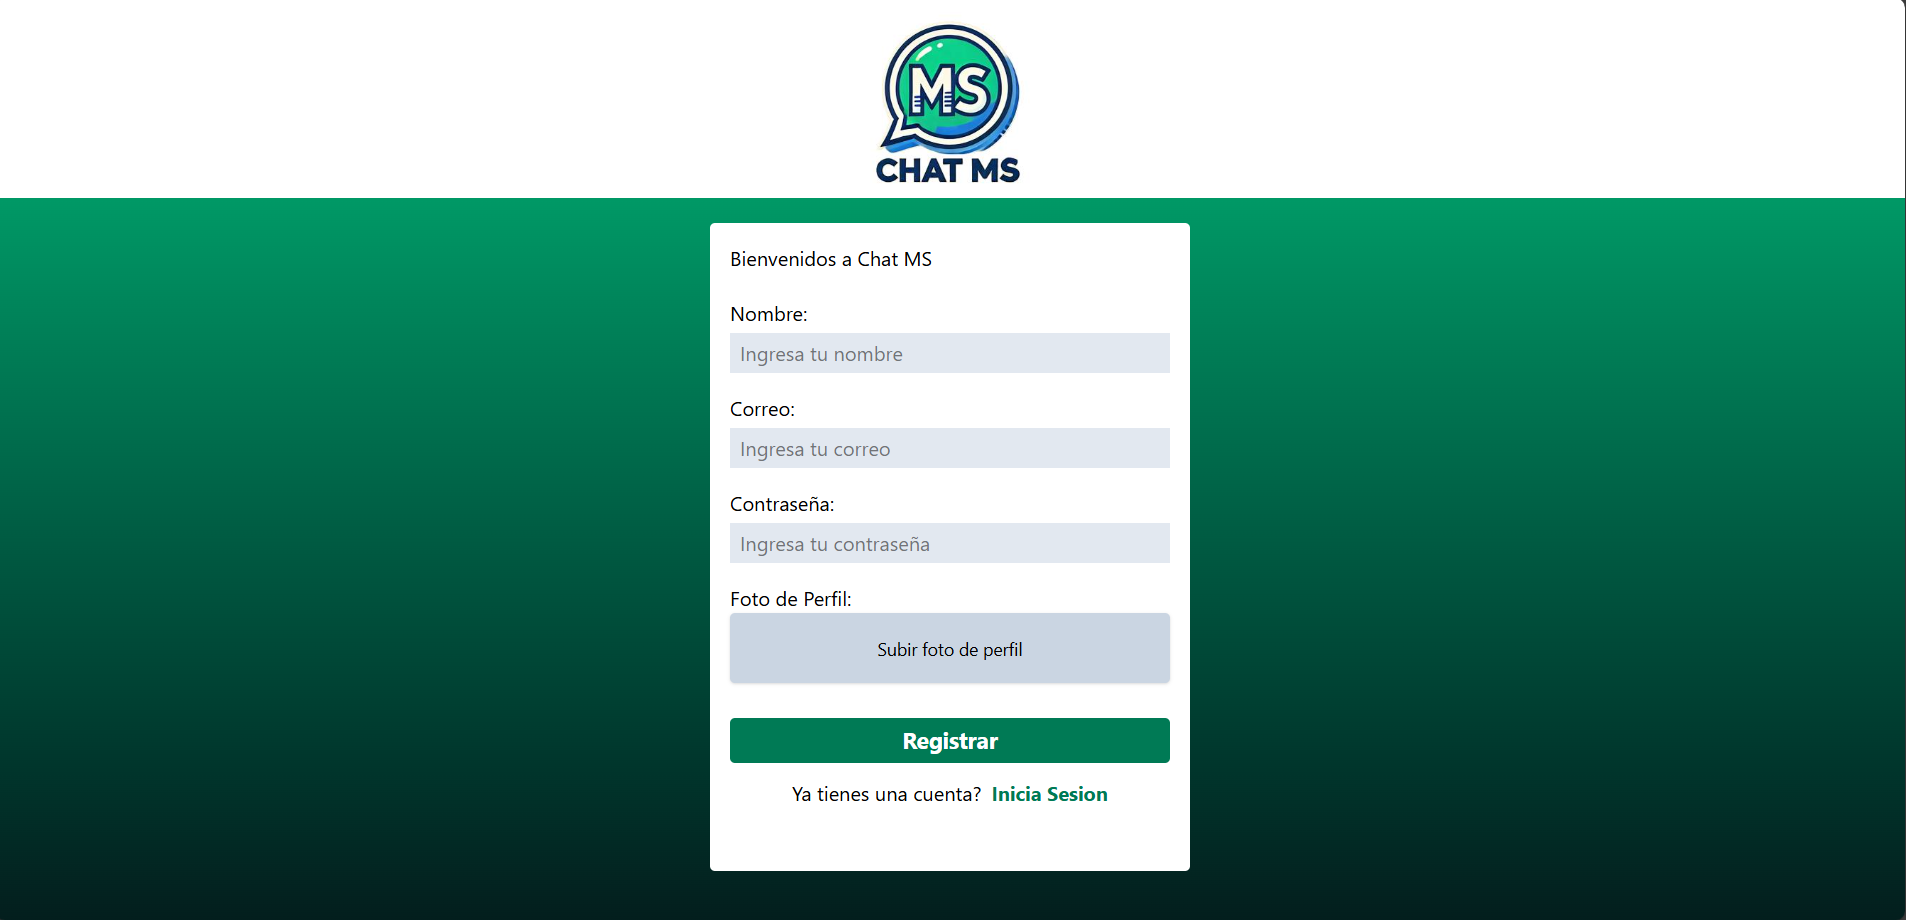 MS
CHAT MS
Bienvenidos a Chat MS
Nombre:
Ingresa tu nombre
Correo:
Ingresa tu correo
Contraseña:
Ingresa tu contraseña
Foto de Perfil:
Subir foto de perfil
Registrar
Ya tienes una cuenta? Inicia Sesion